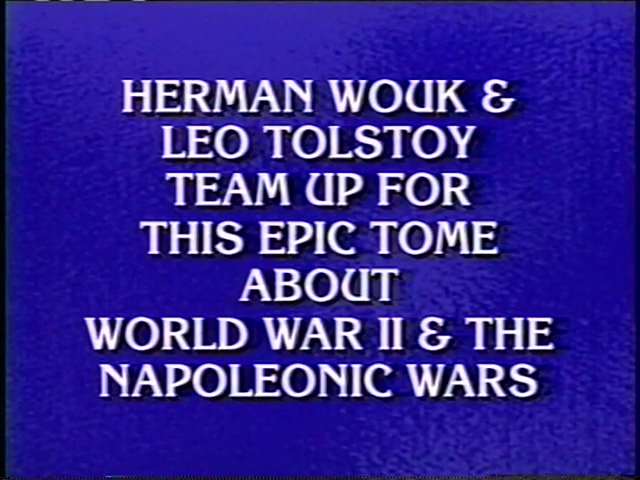 HERMAN WOUK &
LEO TOLSTOY
TEAM UP FOR
THIS EPIC TOME
ABOUT
WORLD WAR II & THE
NAPOLEONIC WARS